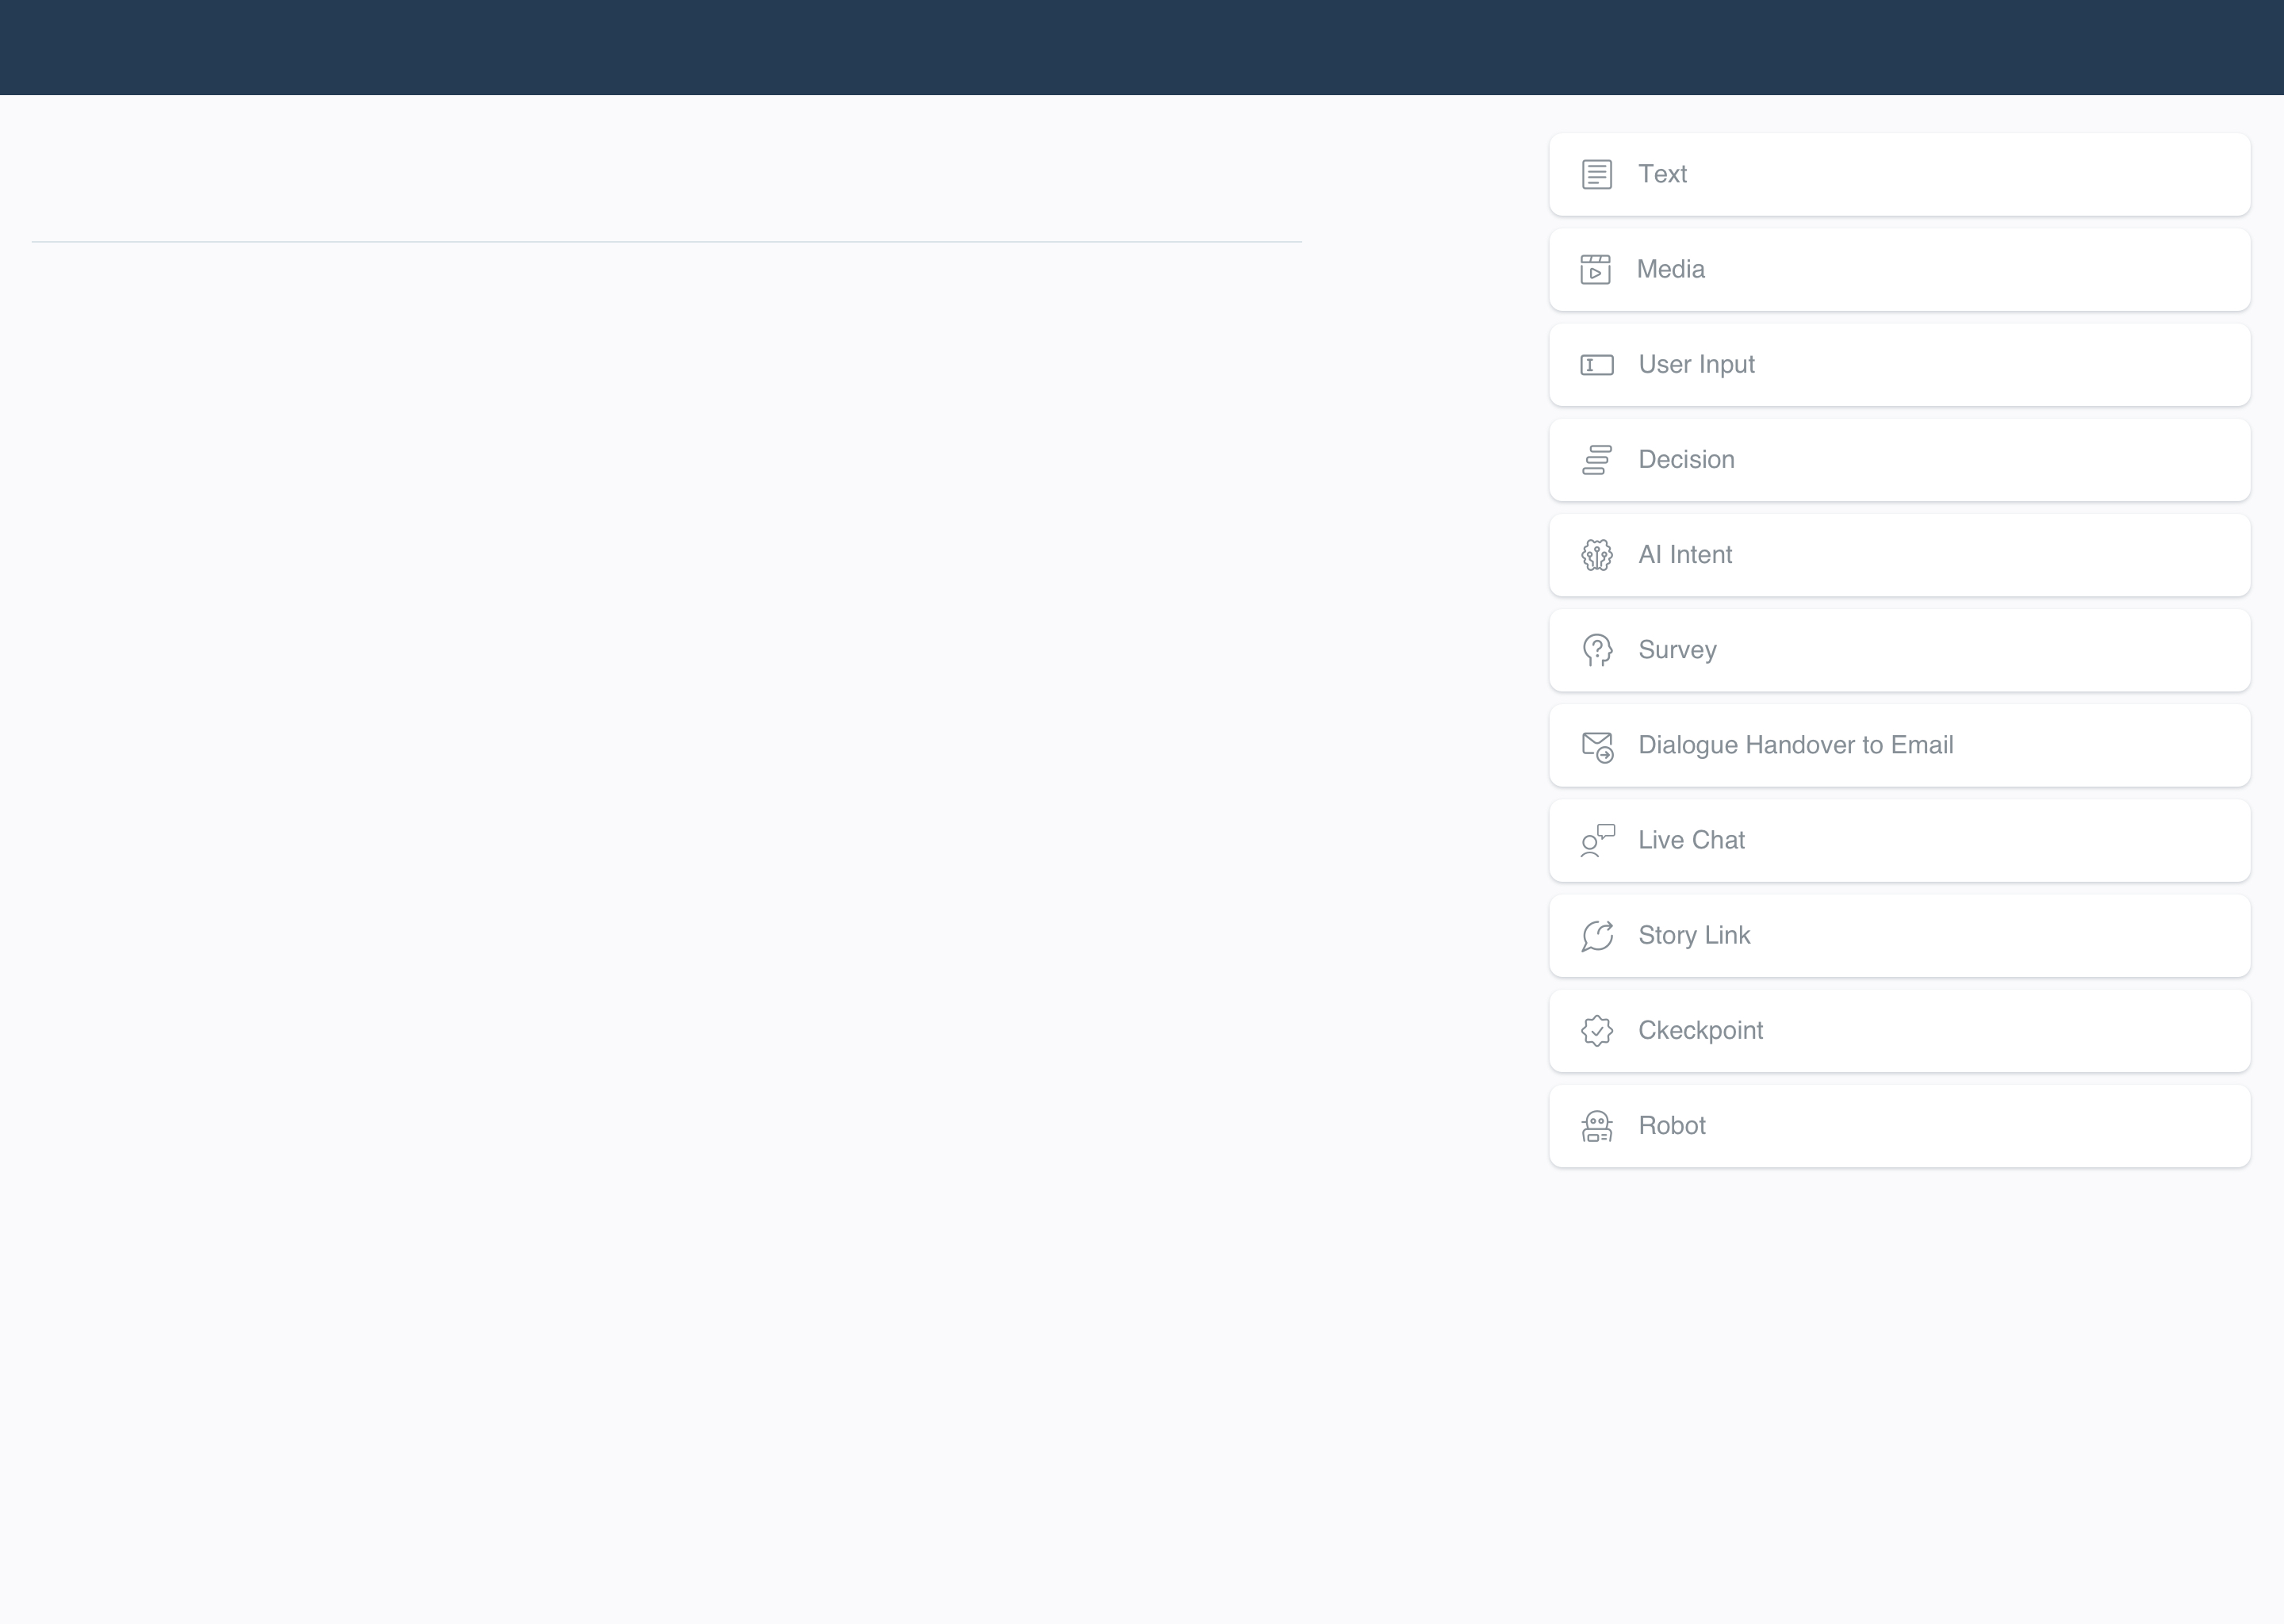 Text
Media
User Input
Decision
AI Intent
Survey
Dialogue Handover to Email
Live Chat
Story Link
Ckeckpoint
Robot